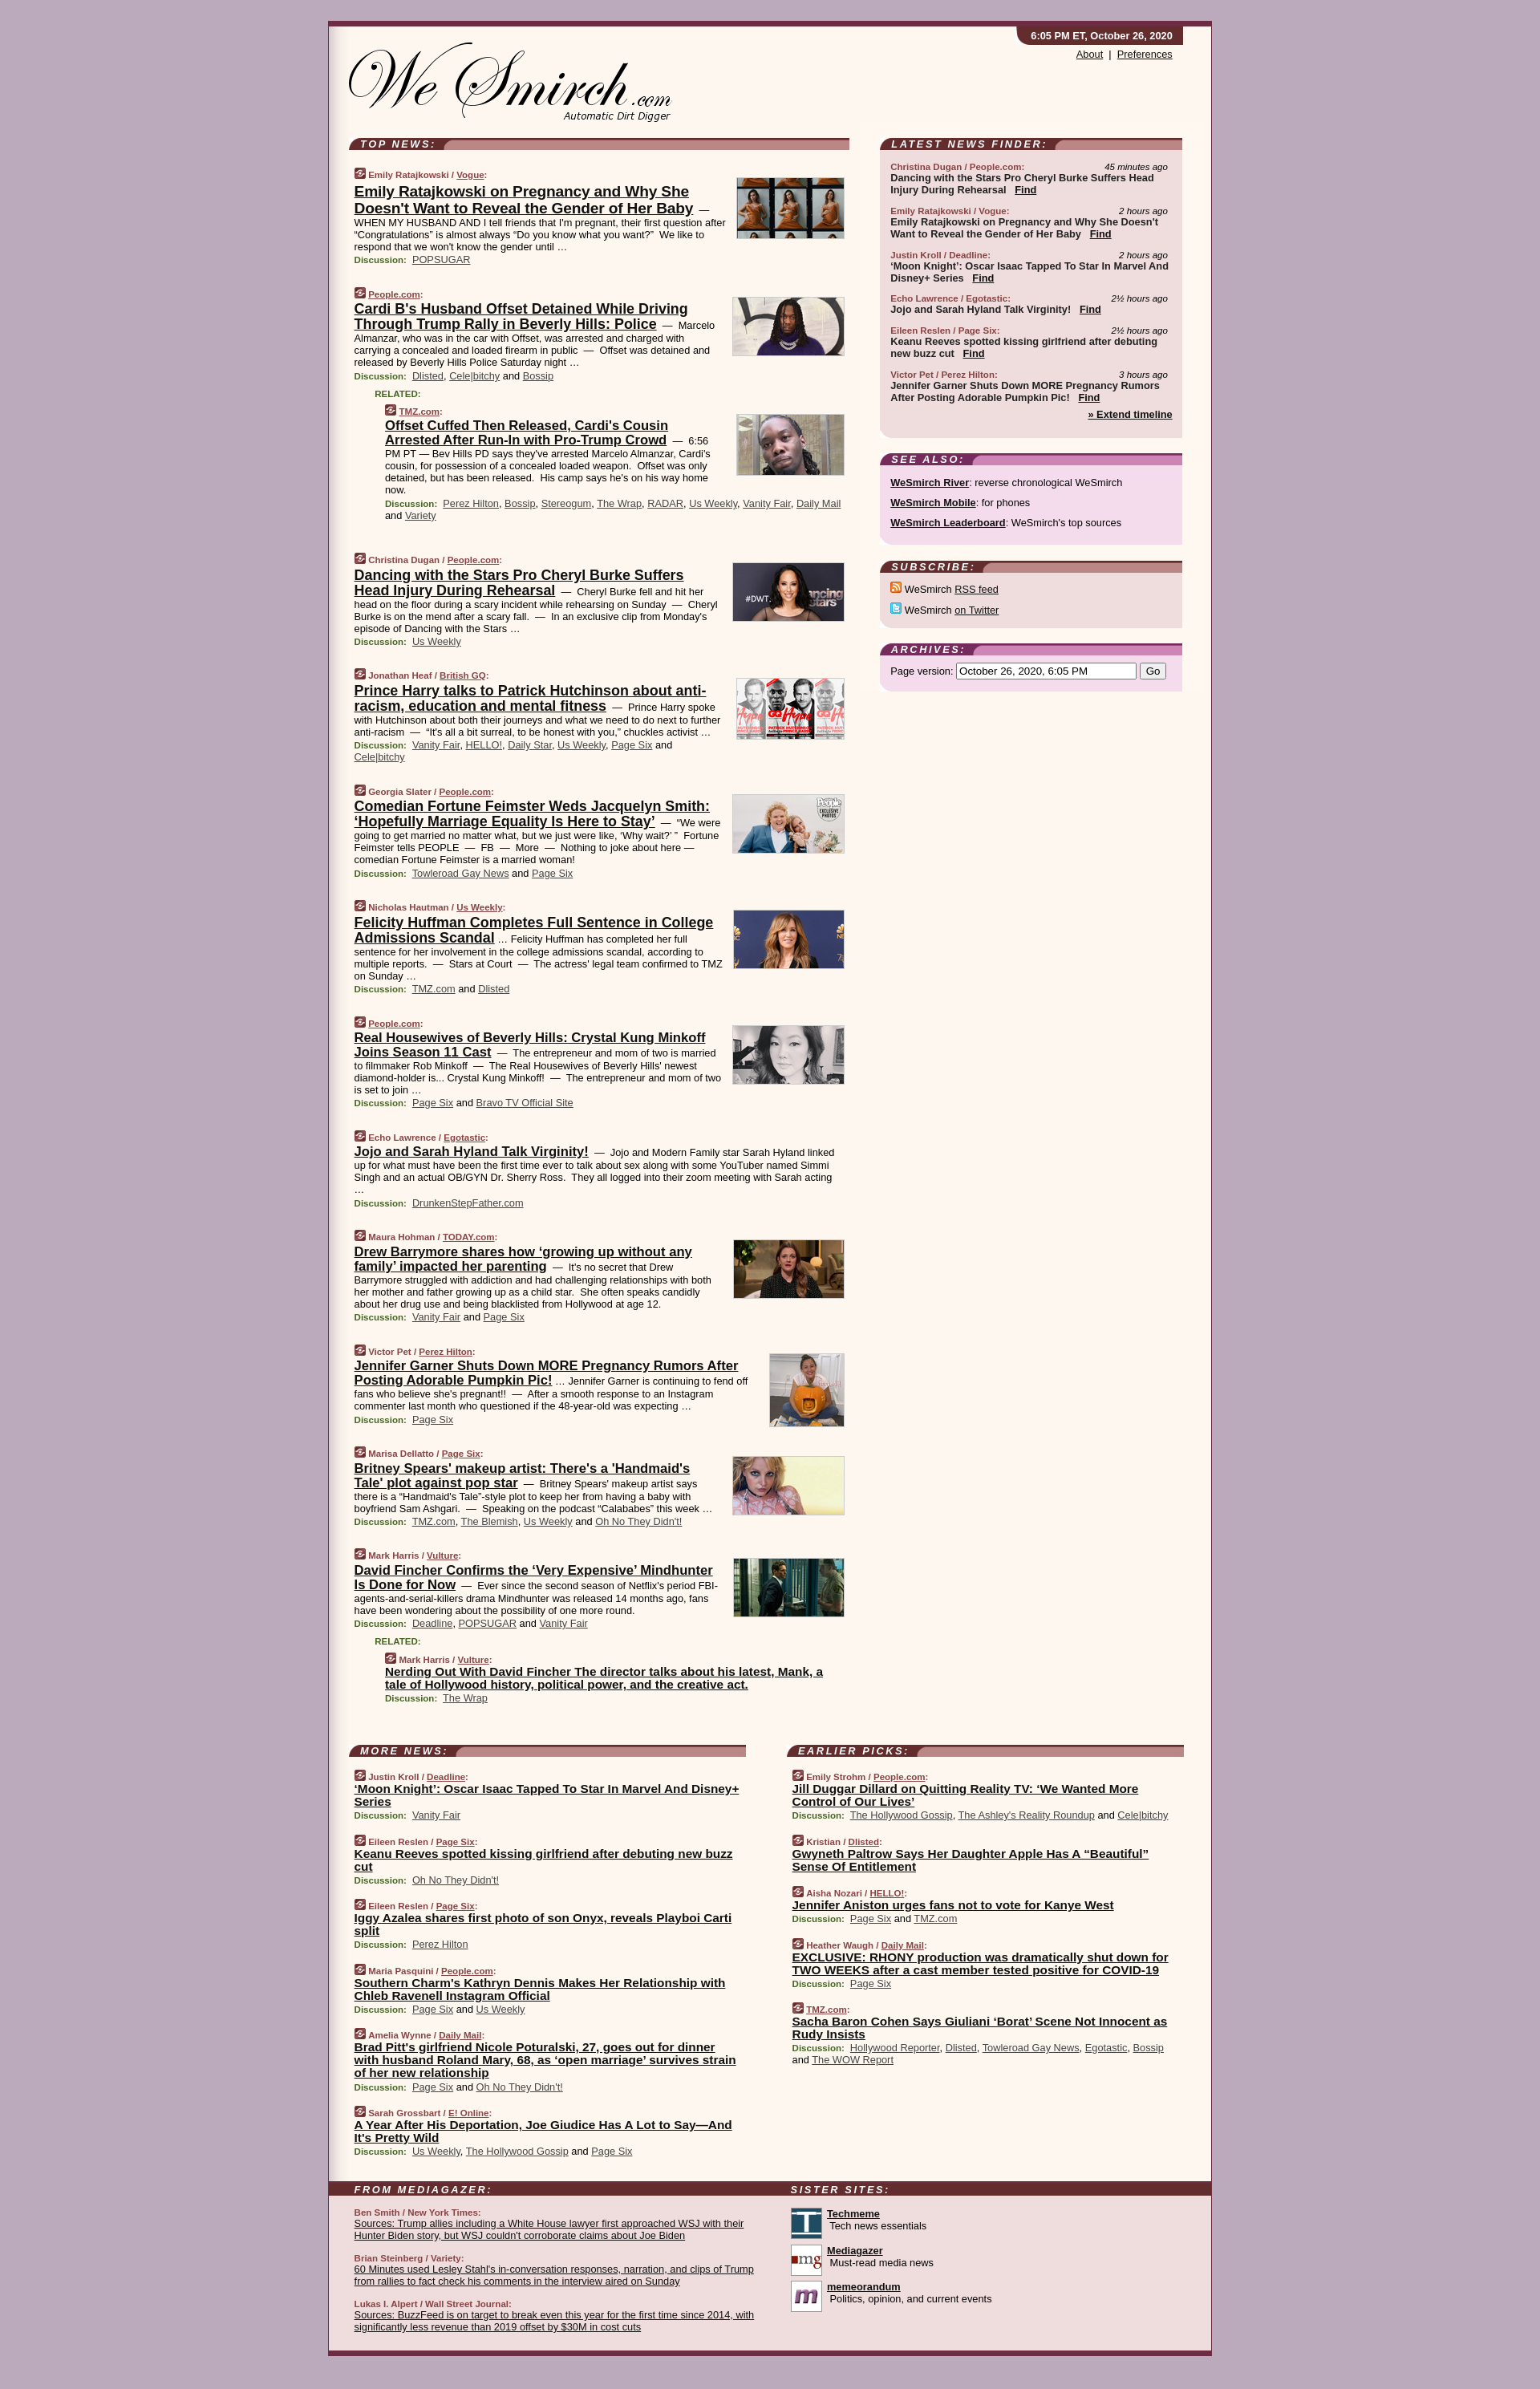 6:05 PM ET, October 26, 2020
About | Preferences
We Smirch.com
Automatic Dirt Digger
TOP NEWS:
Emily Ratajkowski / Vogue:
Emily Ratajkowski on Pregnancy and Why She
Doesn't Want to Reveal the Gender of Her Baby —
WHEN MY HUSBAND AND I tell friends that I'm pregnant, their first question after
“Congratulations” is almost always “Do you know what you want?” We like to
respond that we won't know the gender until …
Discussion: POPSUGAR
People.com:
Cardi B's Husband Offset Detained While Driving
Through Trump Rally in Beverly Hills: Police — Marcelo
Almanzar, who was in the car with Offset, was arrested and charged with
carrying a concealed and loaded firearm in public — Offset was detained and
released by Beverly Hills Police Saturday night …
Discussion: Dlisted, Cele|bitchy and Bossip
RELATED:
TMZ.com:
Offset Cuffed Then Released, Cardi's Cousin
Arrested After Run-In with Pro-Trump Crowd — 6:56
PM PT — Bev Hills PD says they've arrested Marcelo Almanzar, Cardi's
cousin, for possession of a concealed loaded weapon. Offset was only
detained, but has been released. His camp says he's on his way home
now.
Discussion: Perez Hilton, Bossip, Stereogum, The Wrap, RADAR, Us Weekly, Vanity Fair, Daily Mail
and Variety
Christina Dugan / People.com:
Dancing with the Stars Pro Cheryl Burke Suffers
Head Injury During Rehearsal — Cheryl Burke fell and hit her
head on the floor during a scary incident while rehearsing on Sunday — Cheryl
Burke is on the mend after a scary fall. — In an exclusive clip from Monday's
episode of Dancing with the Stars …
Discussion: Us Weekly
#DWT
Dancing
Stars
Jonathan Heaf / British GQ:
Prince Harry talks to Patrick Hutchinson about anti-
racism, education and mental fitness — Prince Harry spoke
with Hutchinson about both their journeys and what we need to do next to further
anti-racism — “It's all a bit surreal, to be honest with you,” chuckles activist …
Discussion: Vanity Fair, HELLO!, Daily Star, Us Weekly, Page Six and
Cele|bitchy
GQ Hype
Georgia Slater / People.com:
Comedian Fortune Feimster Weds Jacquelyn Smith:
‘Hopefully Marriage Equality Is Here to Stay’ — “We were
going to get married no matter what, but we just were like, ‘Why wait?’ ” Fortune
Feimster tells PEOPLE — FB — More — Nothing to joke about here —
comedian Fortune Feimster is a married woman!
Discussion: Towleroad Gay News and Page Six
People
EXCLUSIVE
PHOTOS
Nicholas Hautman / Us Weekly:
Felicity Huffman Completes Full Sentence in College
Admissions Scandal … Felicity Huffman has completed her full
sentence for her involvement in the college admissions scandal, according to
multiple reports. — Stars at Court — The actress' legal team confirmed to TMZ
on Sunday …
Discussion: TMZ.com and Dlisted
People.com:
Real Housewives of Beverly Hills: Crystal Kung Minkoff
Joins Season 11 Cast — The entrepreneur and mom of two is married
to filmmaker Rob Minkoff — The Real Housewives of Beverly Hills' newest
diamond-holder is... Crystal Kung Minkoff! — The entrepreneur and mom of two
is set to join …
Discussion: Page Six and Bravo TV Official Site
Echo Lawrence / Egotastic:
Jojo and Sarah Hyland Talk Virginity! — Jojo and Modern Family star Sarah Hyland linked
up for what must have been the first time ever to talk about sex along with some YouTuber named Simmi
Singh and an actual OB/GYN Dr. Sherry Ross. They all logged into their zoom meeting with Sarah acting
…
Discussion: DrunkenStepFather.com
Maura Hohman / TODAY.com:
Drew Barrymore shares how ‘growing up without any
family’ impacted her parenting — It's no secret that Drew
Barrymore struggled with addiction and had challenging relationships with both
her mother and father growing up as a child star. She often speaks candidly
about her drug use and being blacklisted from Hollywood at age 12.
Discussion: Vanity Fair and Page Six
Victor Pet / Perez Hilton:
Jennifer Garner Shuts Down MORE Pregnancy Rumors After
Posting Adorable Pumpkin Pic! … Jennifer Garner is continuing to fend off
fans who believe she's pregnant!! — After a smooth response to an Instagram
commenter last month who questioned if the 48-year-old was expecting …
Discussion: Page Six
Marisa Dellatto / Page Six:
Britney Spears' makeup artist: There's a 'Handmaid's
Tale' plot against pop star — Britney Spears' makeup artist says
there is a “Handmaid's Tale”-style plot to keep her from having a baby with
boyfriend Sam Ashgari. — Speaking on the podcast “Calababes” this week …
Discussion: TMZ.com, The Blemish, Us Weekly and Oh No They Didn't!
Mark Harris / Vulture:
David Fincher Confirms the ‘Very Expensive’ Mindhunter
Is Done for Now — Ever since the second season of Netflix's period FBI-
agents-and-serial-killers drama Mindhunter was released 14 months ago, fans
have been wondering about the possibility of one more round.
Discussion: Deadline, POPSUGAR and Vanity Fair
RELATED:
Mark Harris / Vulture:
Nerding Out With David Fincher The director talks about his latest, Mank, a
tale of Hollywood history, political power, and the creative act.
Discussion: The Wrap
LATEST NEWS FINDER:
Christina Dugan / People.com: 45 minutes ago
Dancing with the Stars Pro Cheryl Burke Suffers Head
Injury During Rehearsal Find
Emily Ratajkowski / Vogue: 2 hours ago
Emily Ratajkowski on Pregnancy and Why She Doesn't
Want to Reveal the Gender of Her Baby Find
Justin Kroll / Deadline: 2 hours ago
‘Moon Knight’: Oscar Isaac Tapped To Star In Marvel And
Disney+ Series Find
Echo Lawrence / Egotastic: 2½ hours ago
Jojo and Sarah Hyland Talk Virginity! Find
Eileen Reslen / Page Six: 2½ hours ago
Keanu Reeves spotted kissing girlfriend after debuting
new buzz cut Find
Victor Pet / Perez Hilton: 3 hours ago
Jennifer Garner Shuts Down MORE Pregnancy Rumors
After Posting Adorable Pumpkin Pic! Find
» Extend timeline
SEE ALSO:
WeSmirch River: reverse chronological WeSmirch
WeSmirch Mobile: for phones
WeSmirch Leaderboard: WeSmirch's top sources
SUBSCRIBE:
WeSmirch RSS feed
WeSmirch on Twitter
ARCHIVES:
Page version: October 26, 2020, 6:05 PM Go
MORE NEWS:
Justin Kroll / Deadline:
‘Moon Knight’: Oscar Isaac Tapped To Star In Marvel And Disney+
Series
Discussion: Vanity Fair
Eileen Reslen / Page Six:
Keanu Reeves spotted kissing girlfriend after debuting new buzz
cut
Discussion: Oh No They Didn't!
Eileen Reslen / Page Six:
Iggy Azalea shares first photo of son Onyx, reveals Playboi Carti
split
Discussion: Perez Hilton
Maria Pasquini / People.com:
Southern Charm's Kathryn Dennis Makes Her Relationship with
Chleb Ravenell Instagram Official
Discussion: Page Six and Us Weekly
Amelia Wynne / Daily Mail:
Brad Pitt's girlfriend Nicole Poturalski, 27, goes out for dinner
with husband Roland Mary, 68, as ‘open marriage’ survives strain
of her new relationship
Discussion: Page Six and Oh No They Didn't!
Sarah Grossbart / E! Online:
A Year After His Deportation, Joe Giudice Has A Lot to Say—And
It's Pretty Wild
Discussion: Us Weekly, The Hollywood Gossip and Page Six
EARLIER PICKS:
Emily Strohm / People.com:
Jill Duggar Dillard on Quitting Reality TV: ‘We Wanted More
Control of Our Lives’
Discussion: The Hollywood Gossip, The Ashley's Reality Roundup and Cele|bitchy
Kristian / Dlisted:
Gwyneth Paltrow Says Her Daughter Apple Has A “Beautiful”
Sense Of Entitlement
Aisha Nozari / HELLO!:
Jennifer Aniston urges fans not to vote for Kanye West
Discussion: Page Six and TMZ.com
Heather Waugh / Daily Mail:
EXCLUSIVE: RHONY production was dramatically shut down for
TWO WEEKS after a cast member tested positive for COVID-19
Discussion: Page Six
TMZ.com:
Sacha Baron Cohen Says Giuliani ‘Borat’ Scene Not Innocent as
Rudy Insists
Discussion: Hollywood Reporter, Dlisted, Towleroad Gay News, Egotastic, Bossip
and The WOW Report
FROM MEDIAGAZER:
Ben Smith / New York Times:
Sources: Trump allies including a White House lawyer first approached WSJ with their
Hunter Biden story, but WSJ couldn't corroborate claims about Joe Biden
Brian Steinberg / Variety:
60 Minutes used Lesley Stahl's in-conversation responses, narration, and clips of Trump
from rallies to fact check his comments in the interview aired on Sunday
Lukas I. Alpert / Wall Street Journal:
Sources: BuzzFeed is on target to break even this year for the first time since 2014, with
significantly less revenue than 2019 offset by $30M in cost cuts
SISTER SITES:
T
Techmeme
Tech news essentials
mg
Mediagazer
Must-read media news
m
memeorandum
Politics, opinion, and current events